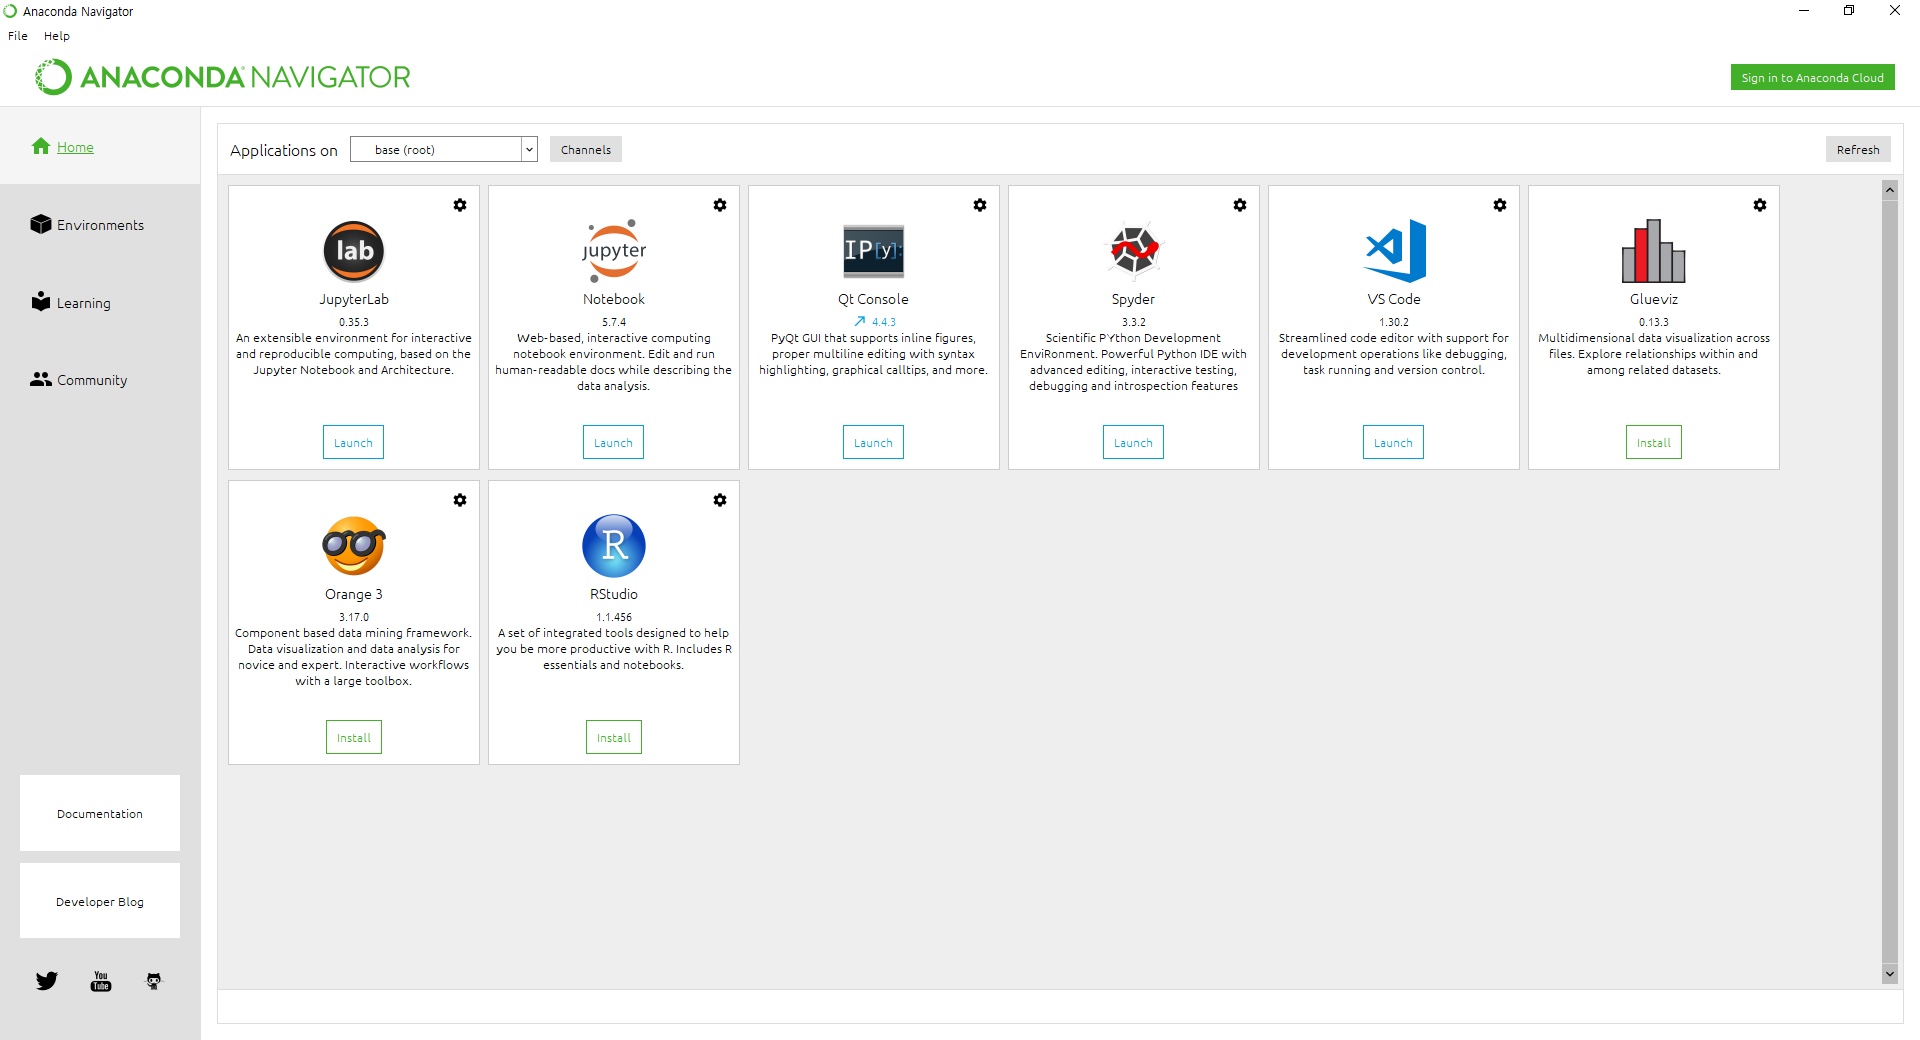 Anaconda Navigator
File Help
ANACONDA NAVIGATOR
Sign in to Anaconda Cloud
Home
Environments
Learning
Community
Documentation
Developer Blog
You
Tube
Applications on
base (root)
Channels
Refresh
lab
JupyterLab
0.35.3
An extensible environment for interactive
and reproducible computing, based on the
Jupyter Notebook and Architecture.
Launch
jupyter
Notebook
5.7.4
Web-based, interactive computing
notebook environment. Edit and run
human-readable docs while describing the
data analysis.
Launch
IP[y]:
Qt Console
4.4.3
PyQt GUI that supports inline figures,
proper multiline editing with syntax
highlighting, graphical calltips, and more.
Launch
Spyder
3.3.2
Scientific PYthon Development
EnviRonment. Powerful Python IDE with
advanced editing, interactive testing,
debugging and introspection features
Launch
VS Code
1.30.2
Streamlined code editor with support for
development operations like debugging,
task running and version control.
Launch
Glueviz
0.13.3
Multidimensional data visualization across
files. Explore relationships within and
among related datasets.
Install
Orange 3
3.17.0
Component based data mining framework.
Data visualization and data analysis for
novice and expert. Interactive workflows
with a large toolbox.
Install
R
RStudio
1.1.456
A set of integrated tools designed to help
you be more productive with R. Includes R
essentials and notebooks.
Install